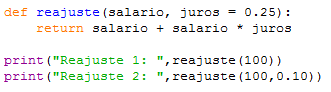 def reajuste(salario, juros = 0.25):
    return salario + salario * juros
print("Reajuste 1: ",reajuste(100))
print("Reajuste 2: ",reajuste(100,0.10))